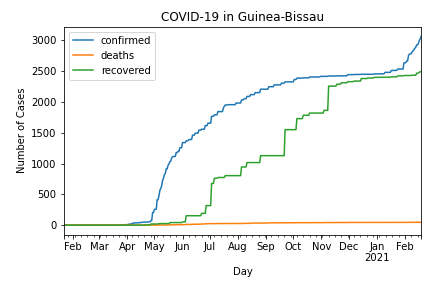 COVID-19 in Guinea-Bissau
confirmed
deaths
recovered
Number of Cases
3000
2500
2000
1500
1000
500
0
Feb Mar Apr May Jun Jul Aug Sep Oct Nov Dec Jan Feb
2021
Day